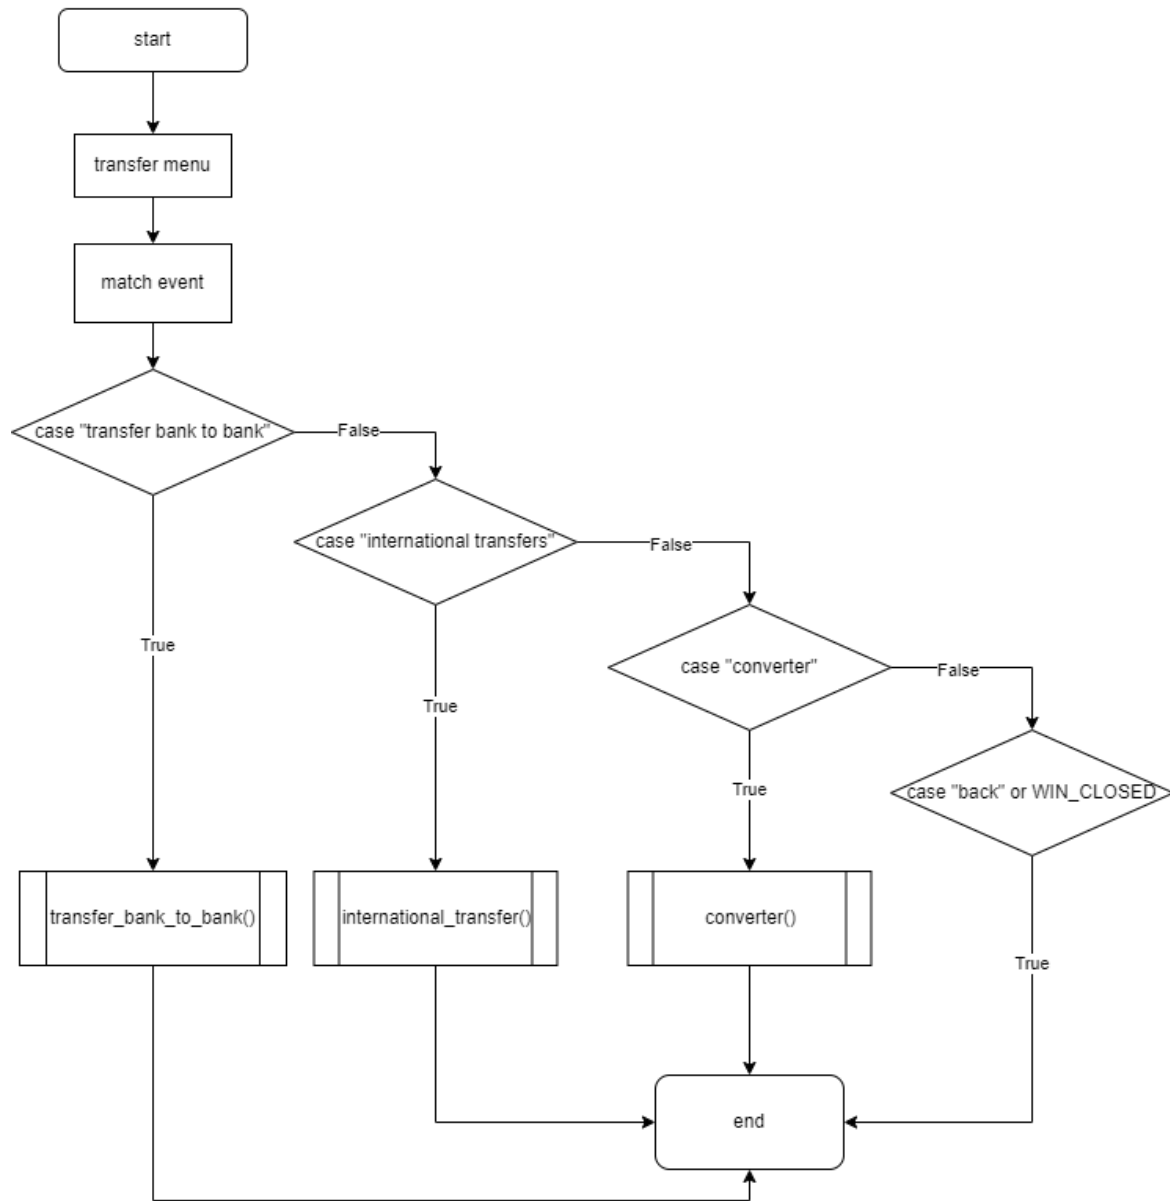 start
transfer menu
match event
case "transfer bank to bank"
False
case "international transfers"
False
True
case "converter"
False
True
True
case "back" or WIN_CLOSED
transfer_bank_to_bank()
international_transfer()
converter()
True
end